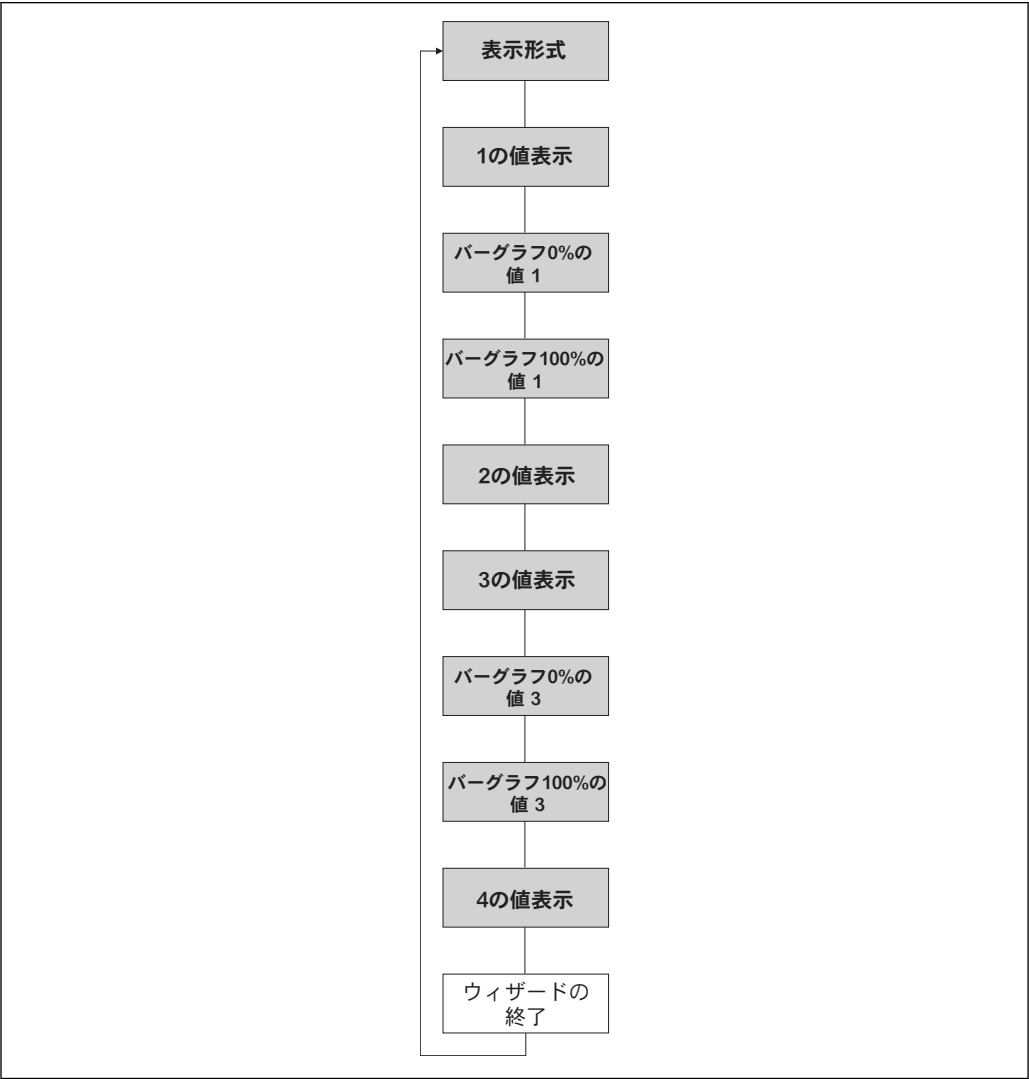 表示形式
1の値表示
バーグラフ0%の
値 1
バーグラフ100%の
値 1
2の値表示
3の値表示
バーグラフ0%の
値 3
バーグラフ100%の
値 3
4の値表示
ウィザードの
終了